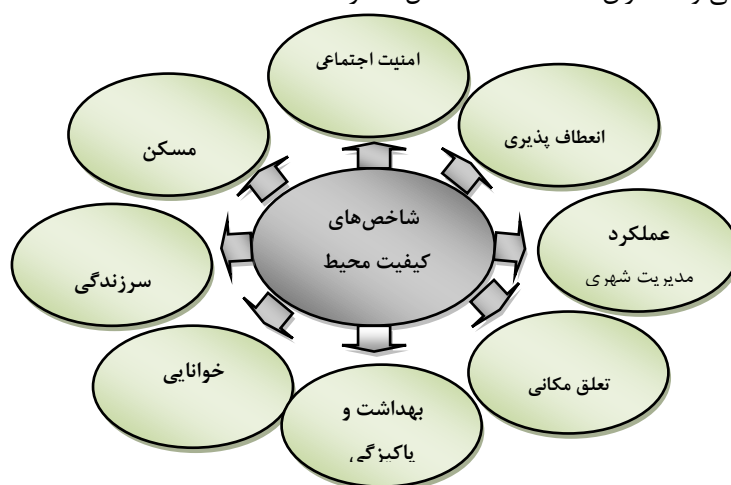 امنیت اجتماعی
انعطاف پذیری
مسکن
شاخص‌های
کیفیت محیط
عملکرد
مدیریت شهری
سرزندگی
خوانایی
تعلق مکانی
بهداشت و
پاکیزگی